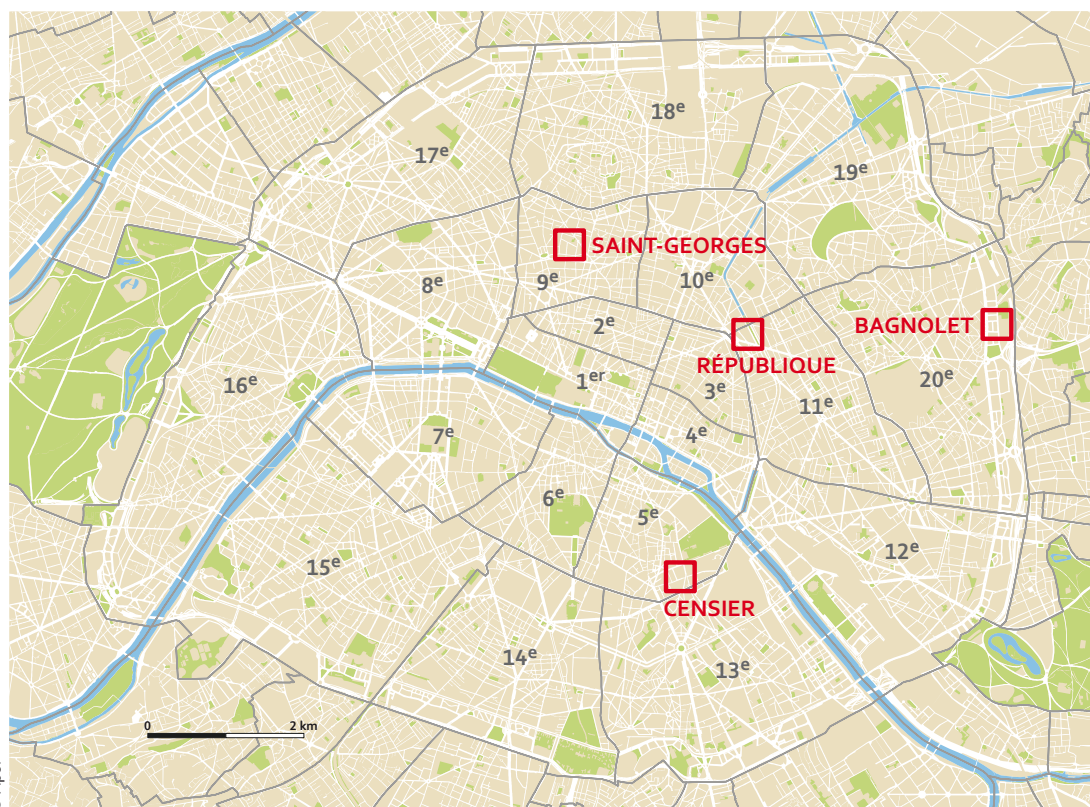 18ᵉ
17ᵉ
19ᵉ
SAINT-GEORGES
8ᵉ
9ᵉ
10ᵉ
2ᵉ
BAGNOLET
RÉPUBLIQUE
16ᵉ
1ᵉʳ
3ᵉ
20ᵉ
11ᵉ
7ᵉ
4ᵉ
6ᵉ
5ᵉ
12ᵉ
15ᵉ
CENSIER
14ᵉ
13ᵉ
0 2 km